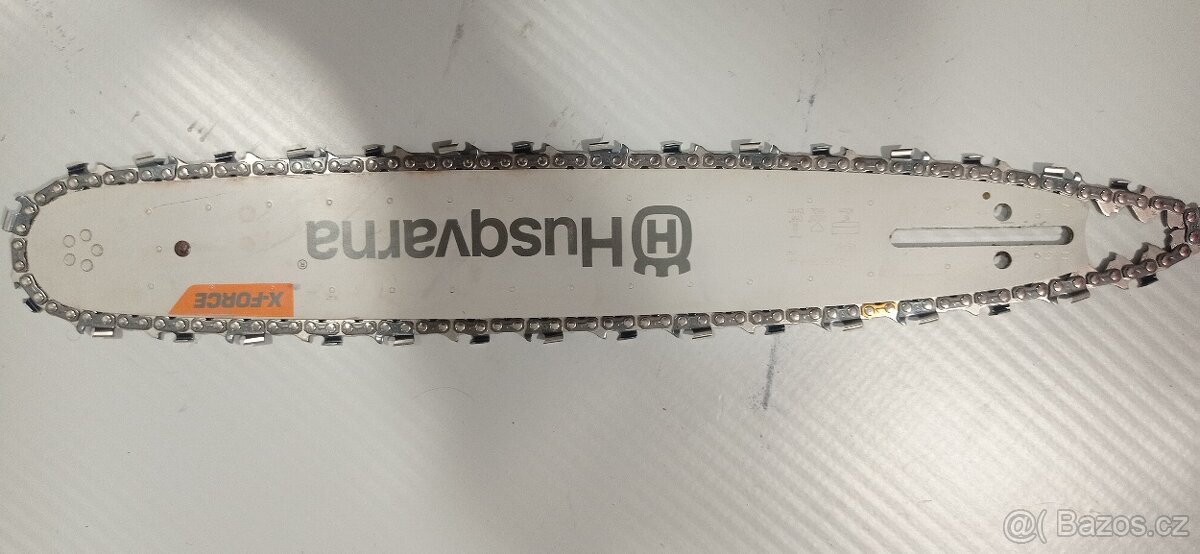 Husqvarna
®
X-FORCE
@( Bazos.cz